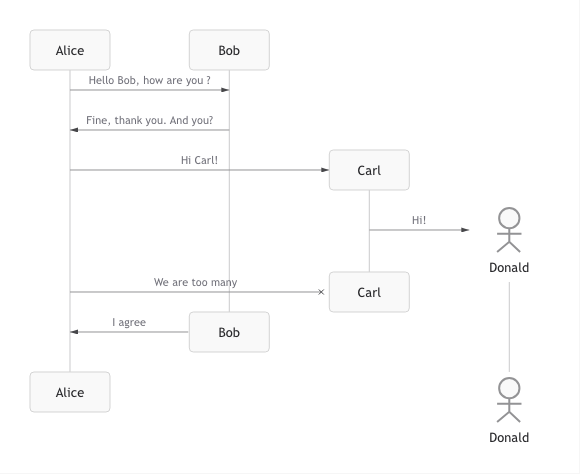 Alice
Bob
Hello Bob, how are you ?
Fine, thank you. And you?
Hi Carl!
Carl
Hi!
Donald
We are too many
Carl
I agree
Bob
Alice
Donald